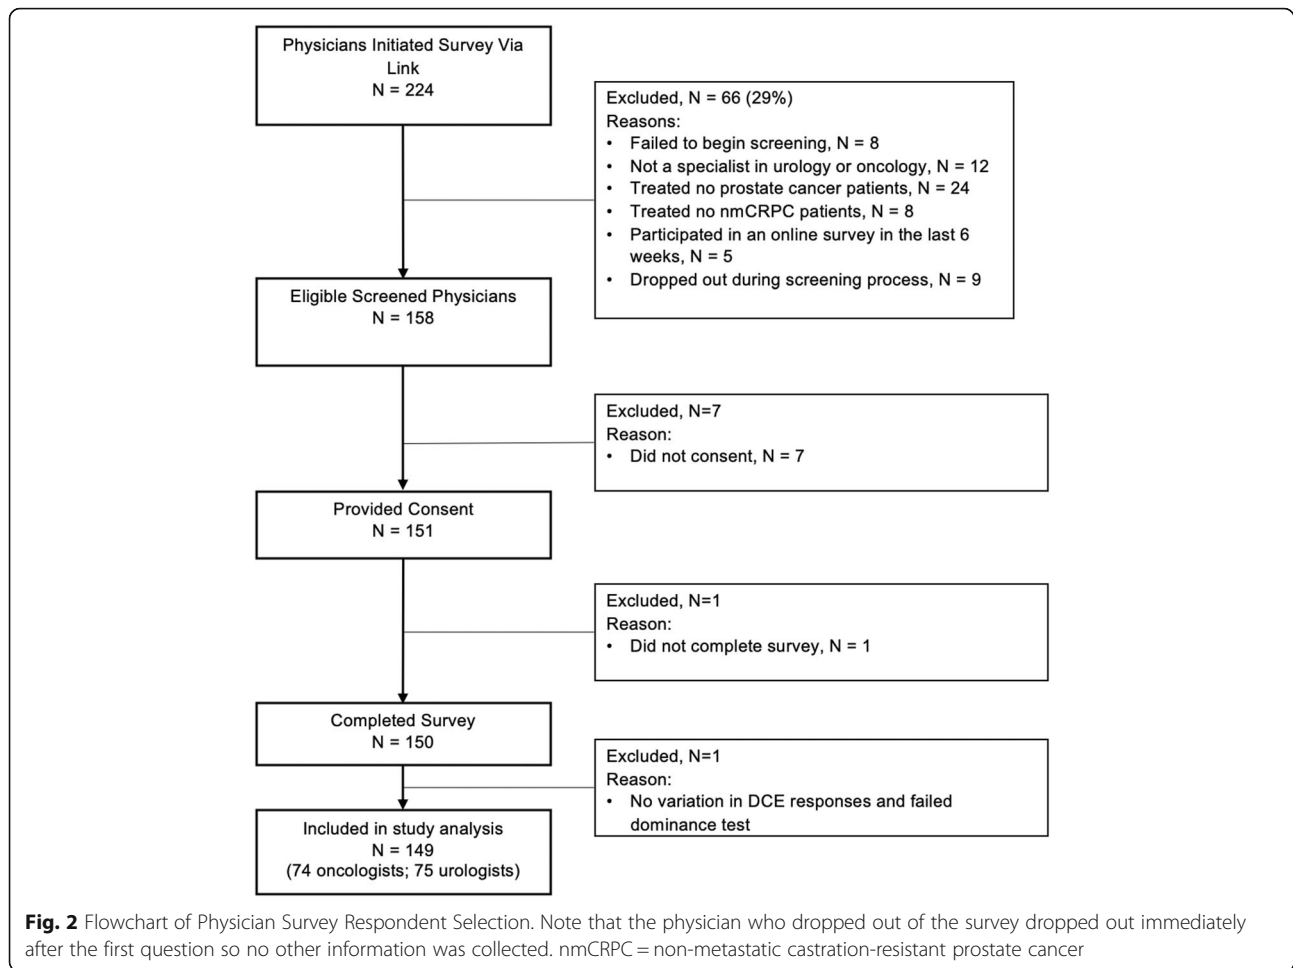 Physicians Initiated Survey Via
Link
N = 224
Excluded, N = 66 (29%)
Reasons:
• Failed to begin screening, N = 8
• Not a specialist in urology or oncology, N = 12
• Treated no prostate cancer patients, N = 24
• Treated no nmCRPC patients, N = 8
• Participated in an online survey in the last 6
weeks, N = 5
• Dropped out during screening process, N = 9
Eligible Screened Physicians
N = 158
Excluded, N=7
Reason:
• Did not consent, N = 7
Provided Consent
N = 151
Excluded, N=1
Reason:
• Did not complete survey, N = 1
Completed Survey
N = 150
Excluded, N=1
Reason:
• No variation in DCE responses and failed
dominance test
Included in study analysis
N = 149
(74 oncologists; 75 urologists)
Fig. 2 Flowchart of Physician Survey Respondent Selection. Note that the physician who dropped out of the survey dropped out immediately
after the first question so no other information was collected. nmCRPC = non-metastatic castration-resistant prostate cancer